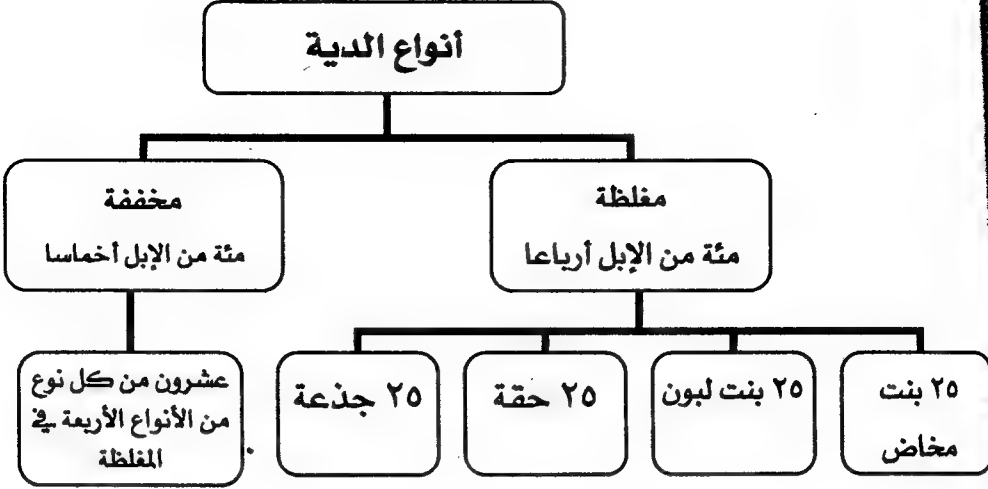 أنواع الدية
مغلظة
مئة من الإبل أرباعا
مخففة
مئة من الإبل أخماسا
٢٥ بنت
مخاض
٢٥ بنت لبون
٢٥ حقة
٢٥ جذعة
عشرون من كل نوع
من الأنواع الأربعة في
المغلظة